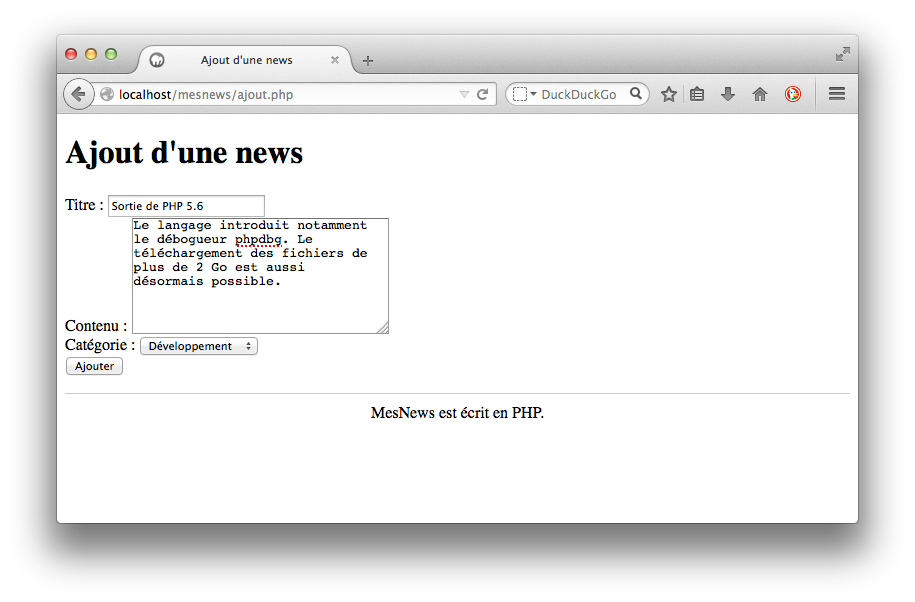 Ajout d'une news
localhost/mesnews/ajout.php
DuckDuckGo
Ajout d'une news
Titre : Sortie de PHP 5.6
Le langage introduit notamment
le débogueur phpdbg. Le
téléchargement des fichiers de
plus de 2 Go est aussi
désormais possible.
Contenu :
Catégorie : Développement
Ajouter
MesNews est écrit en PHP.